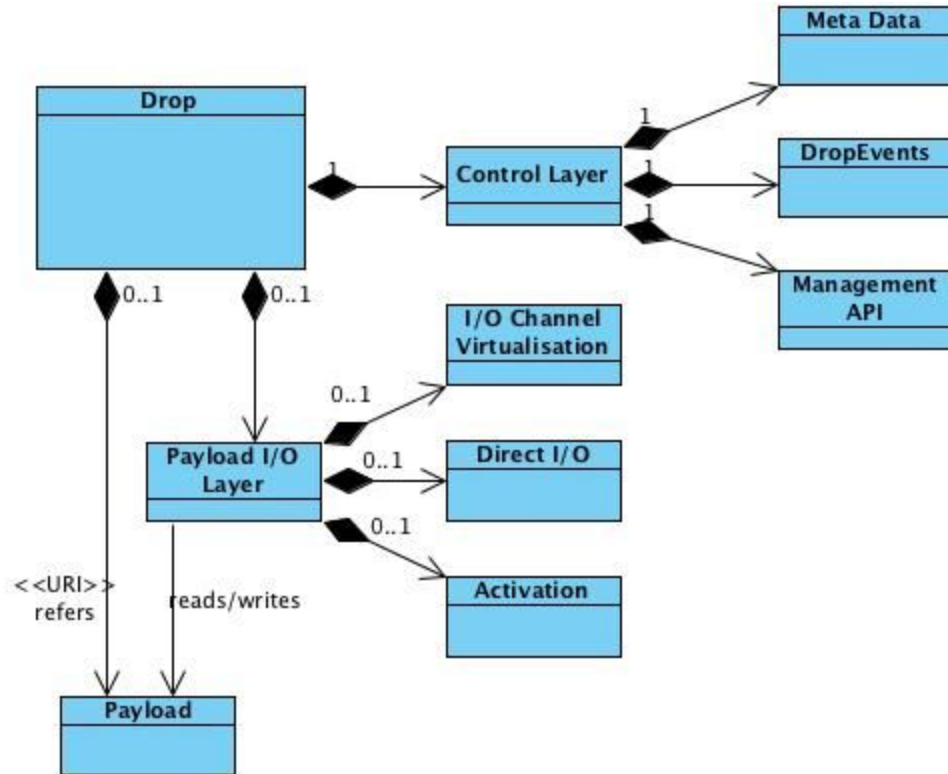 Meta Data
Drop
1
DropEvents
1
Control Layer
1
1
Management
API
0..1
0..1
I/O Channel
Virtualisation
0..1
Payload I/O
Layer
0..1
Direct I/O
0..1
Activation
<<URI>>
refers
reads/writes
Payload